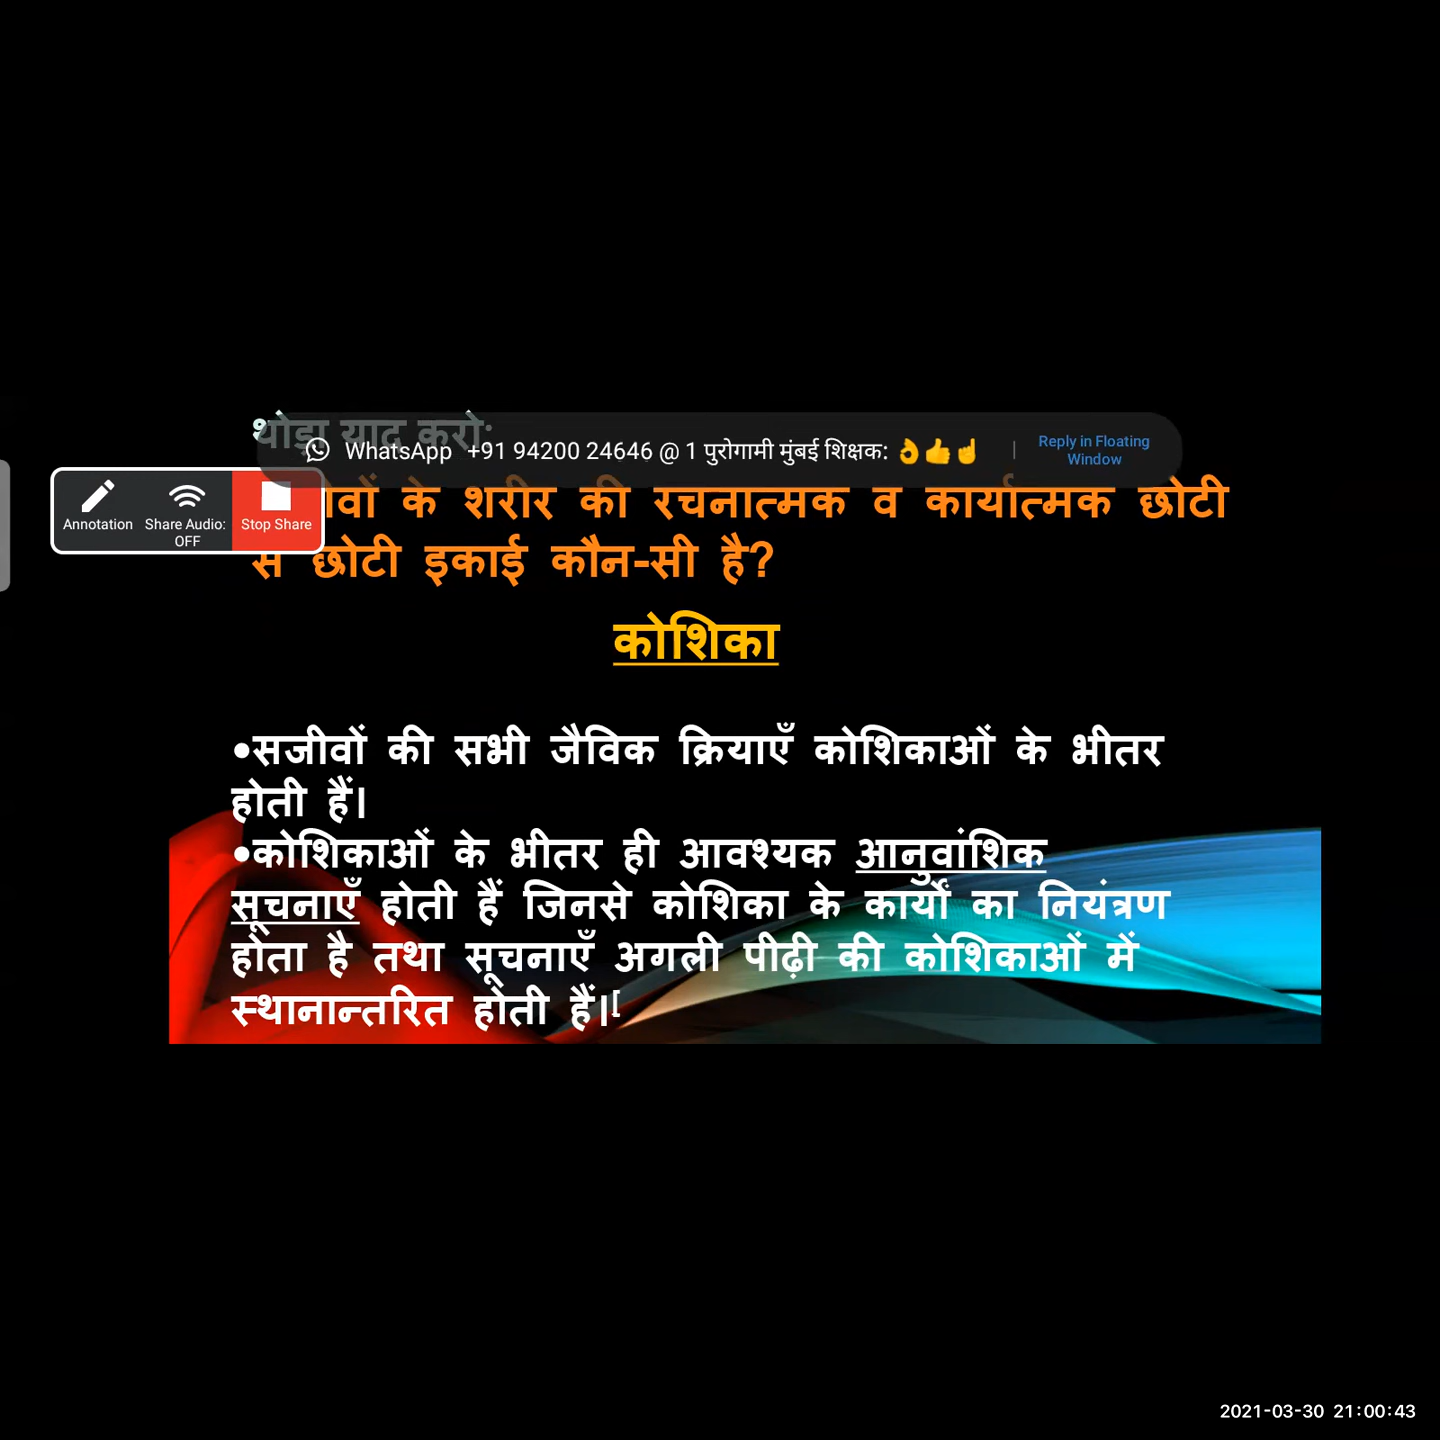 थोड़ा याद करो:
WhatsApp +91 94200 24646 @ 1 पुरोगामी मुंबई शिक्षक: 👌👍☝️ | Reply in Floating Window
Annotation
Share Audio: OFF
Stop Share
के शरीर की रचनात्मक व कार्यात्मक छोटी
से छोटी इकाई कौन-सी है?
कोशिका
•सजीवों की सभी जैविक क्रियाएँ कोशिकाओं के भीतर
होती हैं।
•कोशिकाओं के भीतर ही आवश्यक आनुवांशिक
सूचनाएँ होती हैं जिनसे कोशिका के कार्यों का नियंत्रण
होता है तथा सूचनाएँ अगली पीढ़ी की कोशिकाओं में
स्थानान्तरित होती हैं।[
2021-03-30 21:00:43